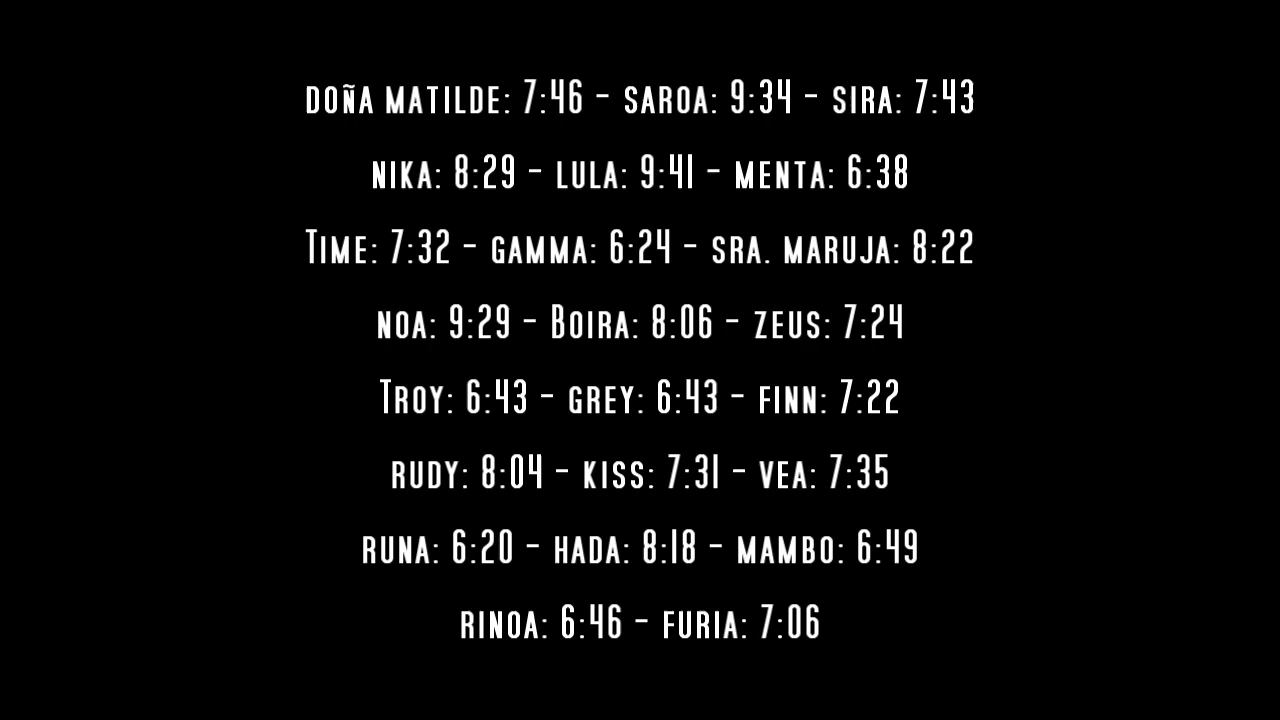 DOÑA MATILDE: 7:46 - SAROA: 9:34 - SIRA: 7:43
NIKA: 8:29 - LULA: 9:41 - MENTA: 6:38
TIME: 7:32 - GAMMA: 6:24 - SRA. MARUJA: 8:22
NOA: 9:29 - BOIRA: 8:06 - ZEUS: 7:24
TROY: 6:43 - GREY: 6:43 - FINN: 7:22
RUDY: 8:04 - KISS: 7:31 - VEA: 7:35
RUNA: 6:20 - HADA: 8:18 - MAMBO: 6:49
RINOA: 6:46 - FURIA: 7:06